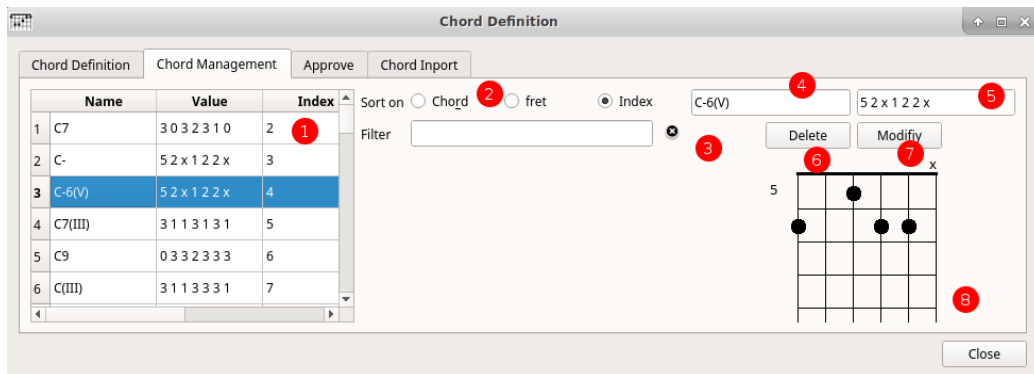 Chord Definition
Chord Definition Chord Management Approve Chord Inport
Name Value Index
1 C7 3 0 3 2 3 1 0 2
2 C- 5 2 x 1 2 2 x 3
3 C-6(V) 5 2 x 1 2 2 x 4
4 C7(III) 3 1 1 3 1 3 1 5
5 C9 0 3 3 2 3 3 3 6
6 C(III) 3 1 1 3 3 3 1 7
1
Sort on Chord 2 fret Index
Filter
3
C-6(V) 4 5 2 x 1 2 2 x 5
Delete Modifiy
6 7
x
5
8
Close